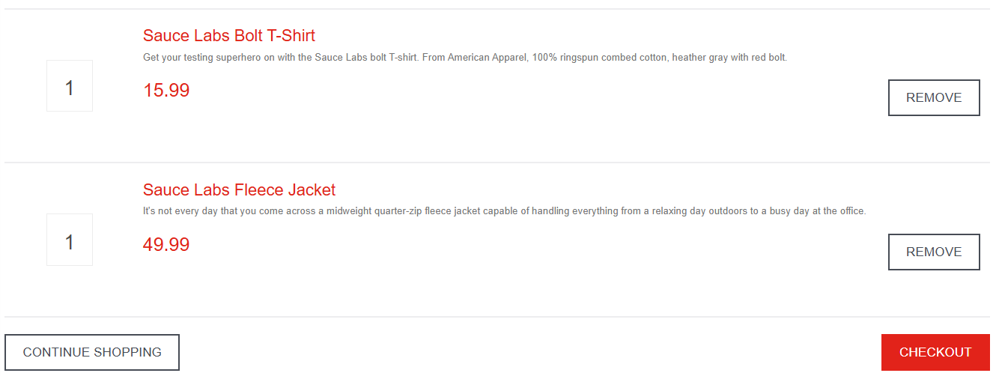 Sauce Labs Bolt T-Shirt
Get your testing superhero on with the Sauce Labs bolt T-shirt. From American Apparel, 100% ringspun combed cotton, heather gray with red bolt.
1
15.99
REMOVE
Sauce Labs Fleece Jacket
It's not every day that you come across a midweight quarter-zip fleece jacket capable of handling everything from a relaxing day outdoors to a busy day at the office.
1
49.99
REMOVE
CONTINUE SHOPPING
CHECKOUT